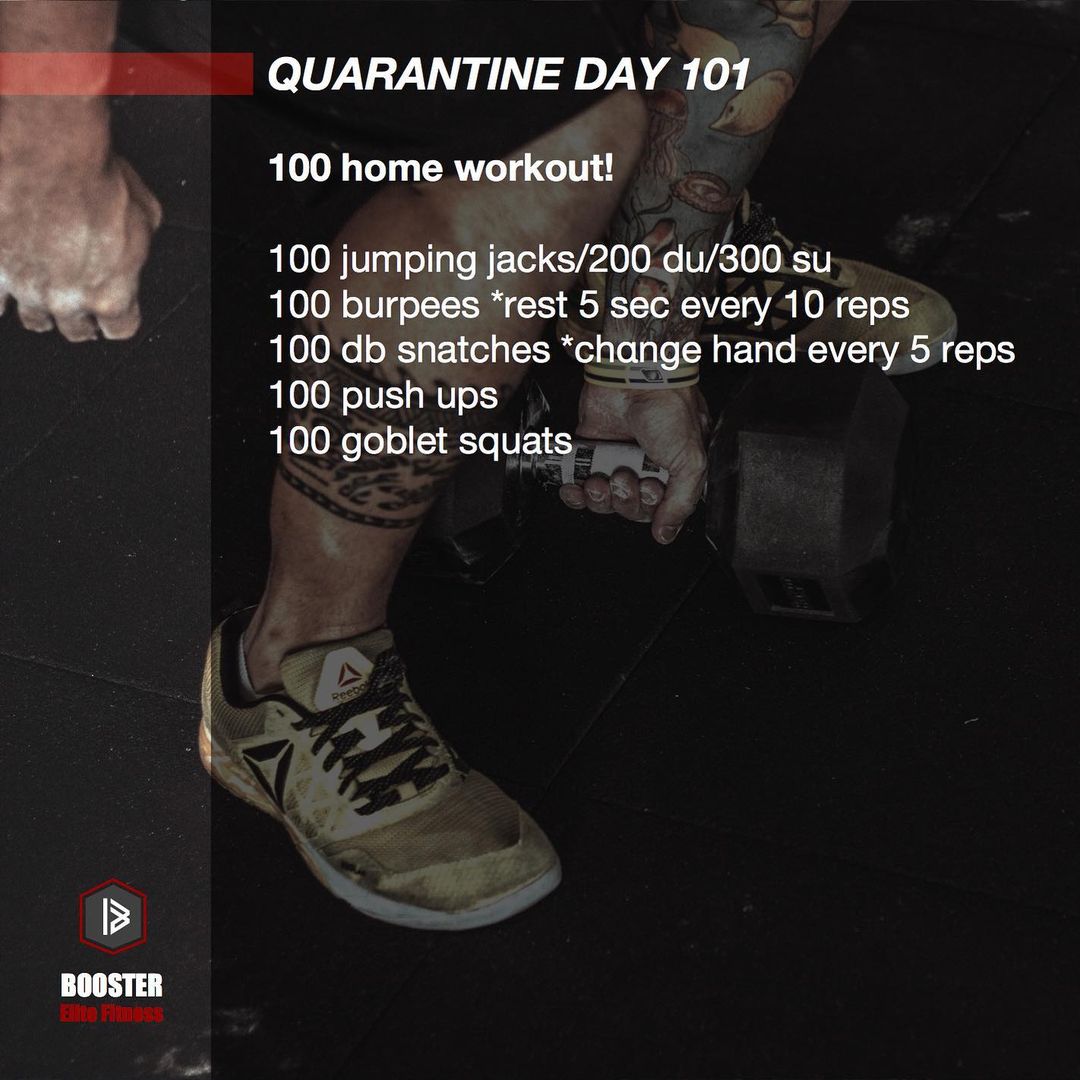 QUARANTINE DAY 101
100 home workout!
100 jumping jacks/200 du/300 su
100 burpees *rest 5 sec every 10 reps
100 db snatches *change hand every 5 reps
100 push ups
100 goblet squats
Reebok
B
BOOSTER
Elite Fitness